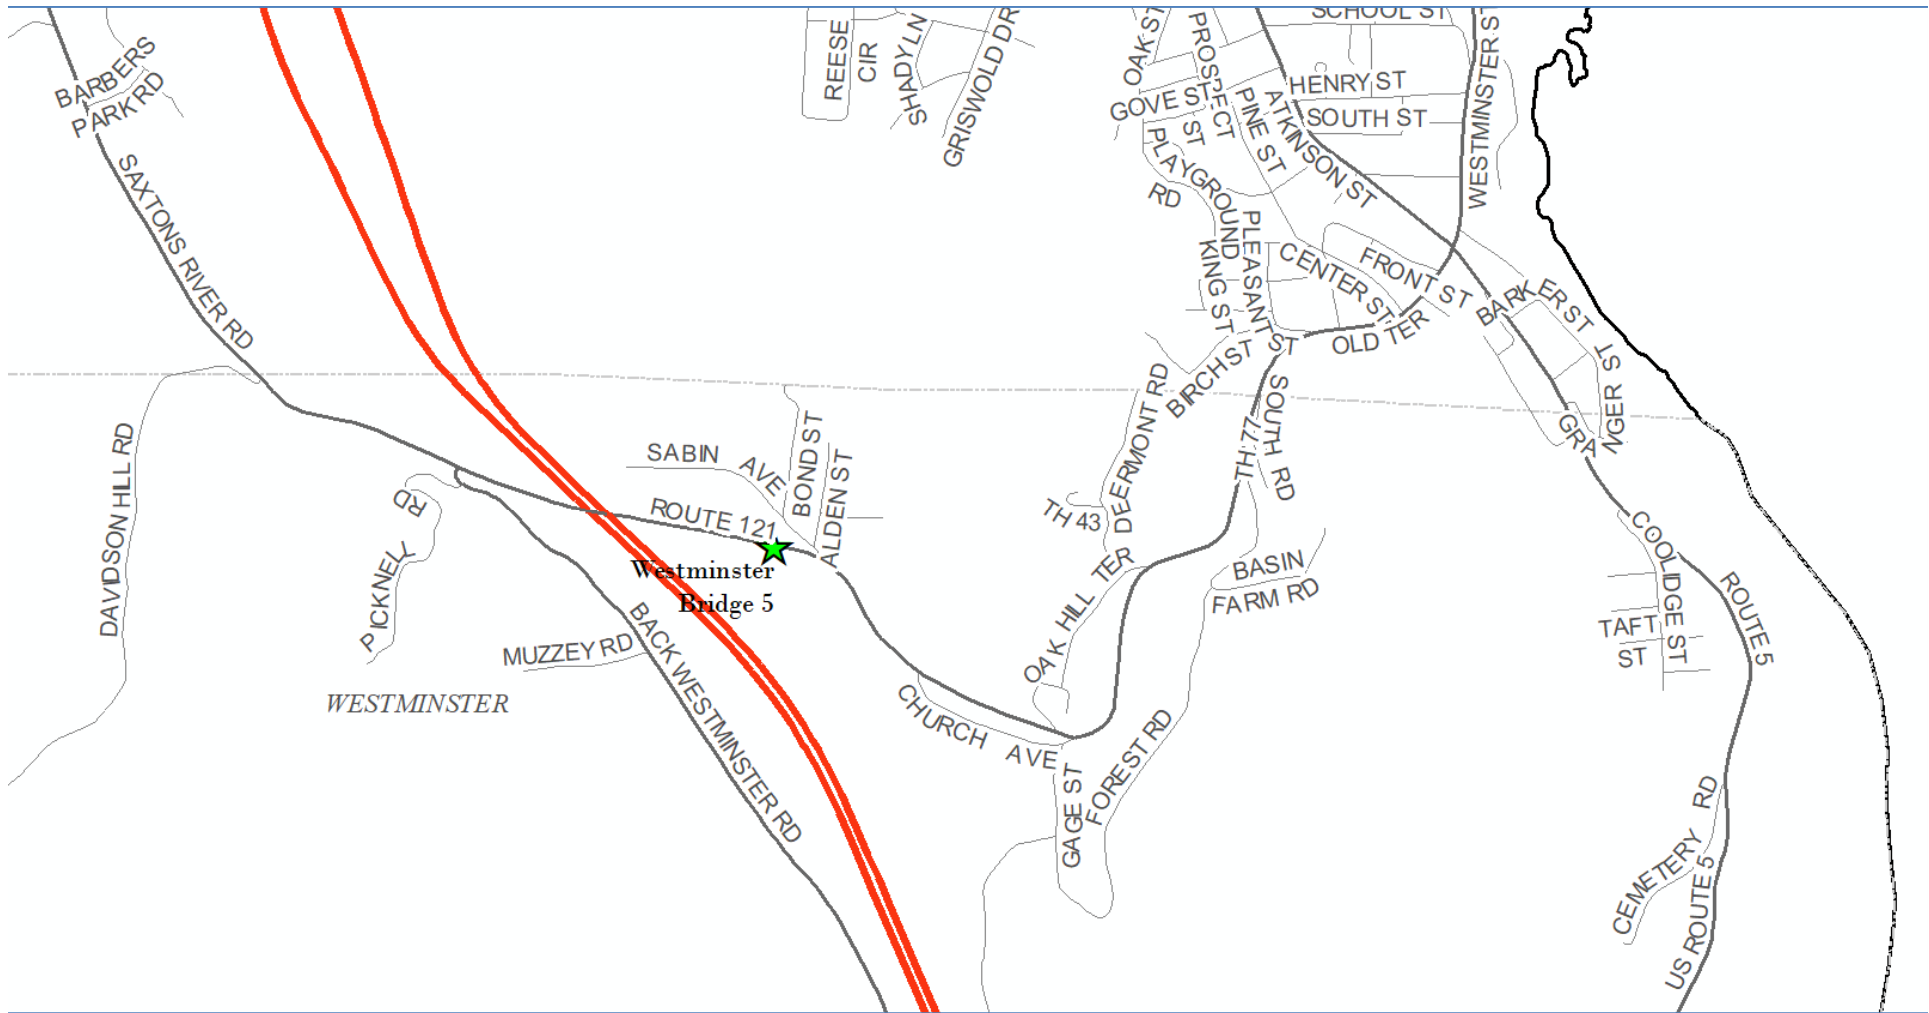 BARBERS
PARK RD
SAXTONS RIVER RD
REESE
CIR
SHADY LN
GRISWOLD DR
OAK ST
PROSPECT
ST
GOVE ST
PINE ST
ATKINSON ST
SCHOOL ST
HENRY ST
SOUTH ST
WESTMINSTER ST
PLAYGROUND
RD
KING ST
PLEASANT ST
CENTER ST
FRONT ST
BARKER ST
OLD TER
BIRCH ST
GRANGER ST
DAVIDSON HLL RD
SABIN
AVE
BOND ST
ALDEN ST
ROUTE 121
Westminster
Bridge 5
DEERMONT RD
TH 43
TH 77
SOUTH RD
PICKNELL
RD
MUZZEY RD
BACK WESTMINSTER RD
WESTMINSTER
OAK HILL TER
BASIN
FARM RD
CHURCH AVE
GAGE ST
FOREST RD
COOLIDGE ST
ROUTE 5
TAFT
ST
CEMETERY RD
US ROUTE 5